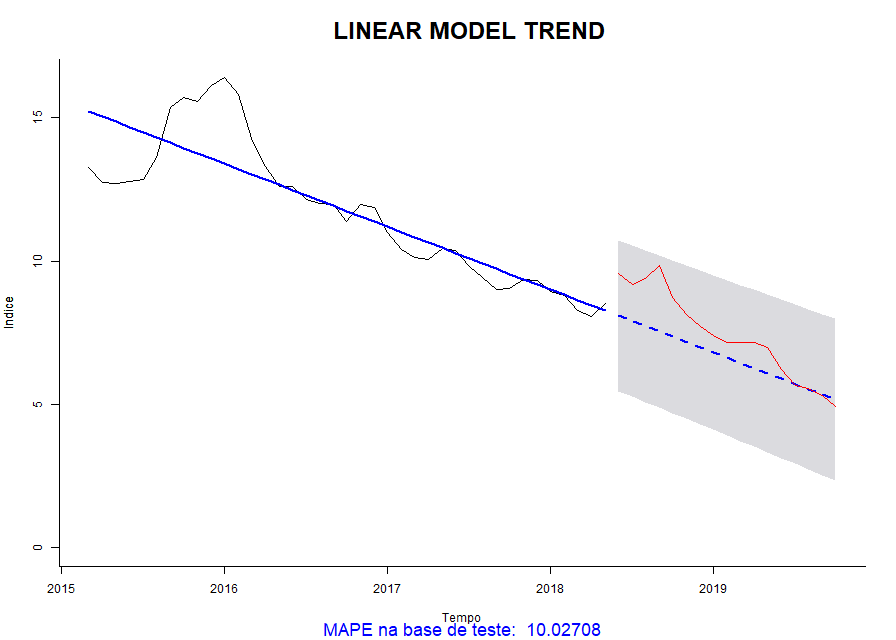 LINEAR MODEL TREND
15
10
5
0
Indice
2015 2016 2017 2018 2019
Tempo
MAPE na base de teste: 10.02708